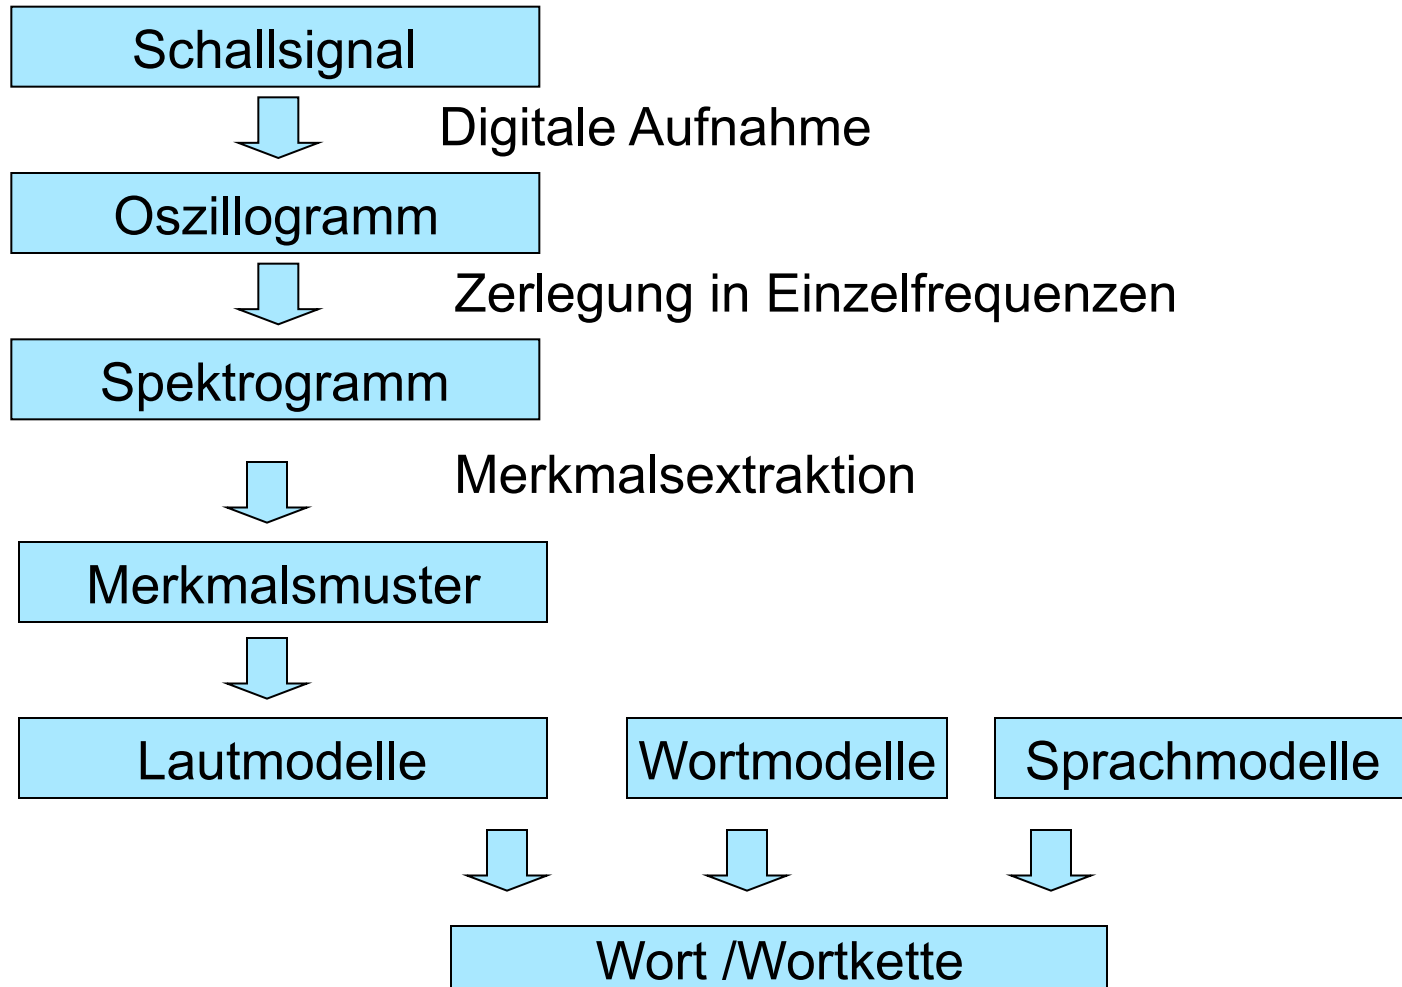 Schallsignal
Digitale Aufnahme
Oszillogramm
Zerlegung in Einzelfrequenzen
Spektrogramm
Merkmalsextraktion
Merkmalsmuster
Lautmodelle
Wortmodelle
Sprachmodelle
Wort /Wortkette